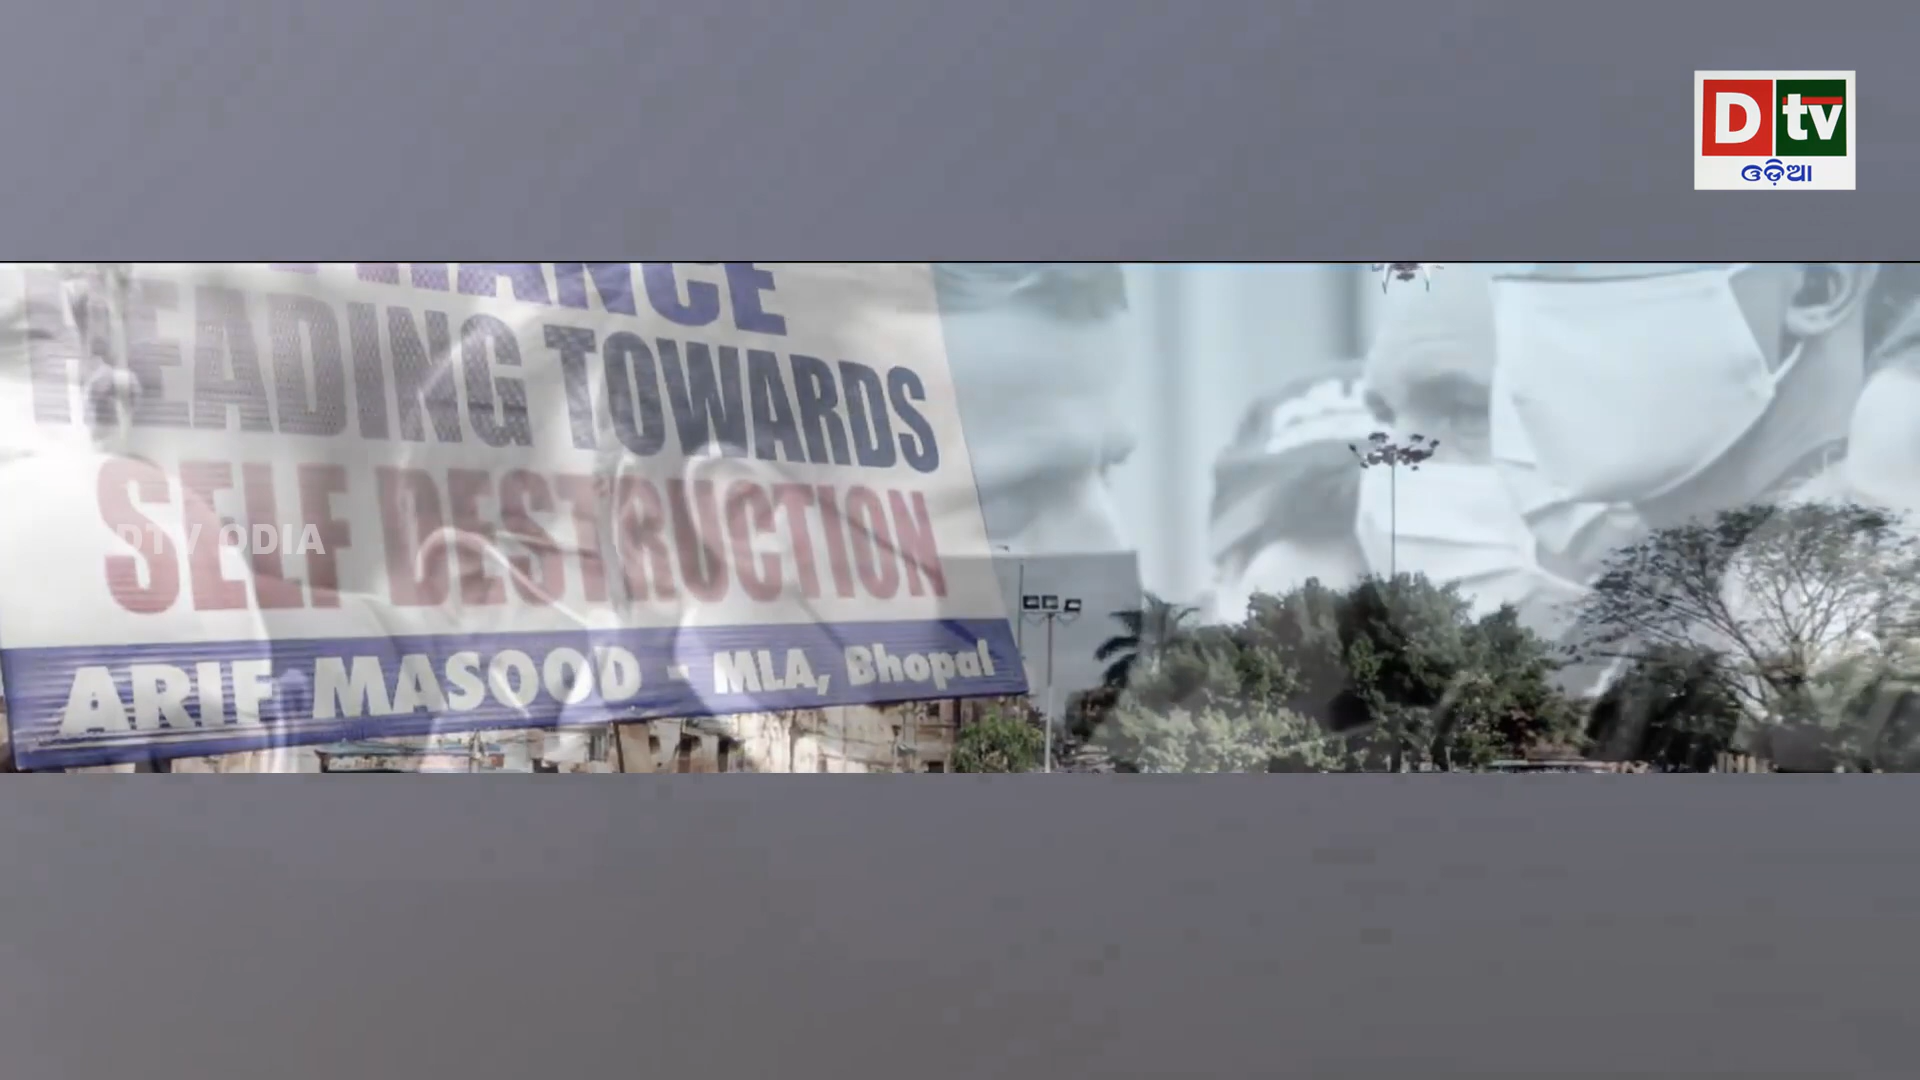 D tv
ଓଡ଼ିଆ
HEADING TOWARDS
SELF DESTRUCTION
DTV ODIA
ARIF MASOOD - MLA, Bhopal